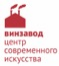 винзавод
центр
современного
искусства